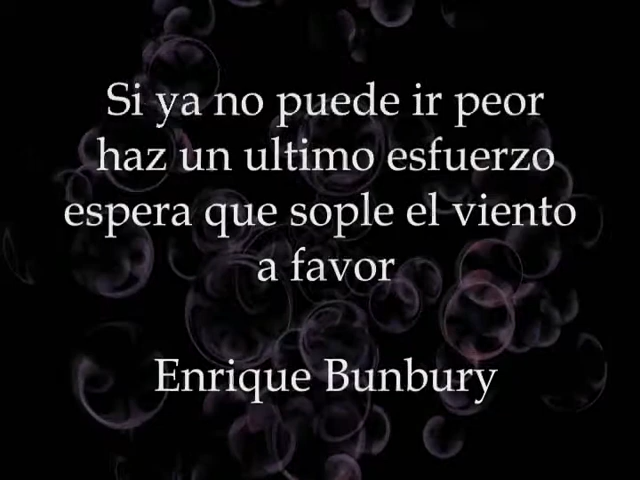 Si ya no puede ir peor
haz un ultimo esfuerzo
espera que sople el viento
a favor
Enrique Bunbury